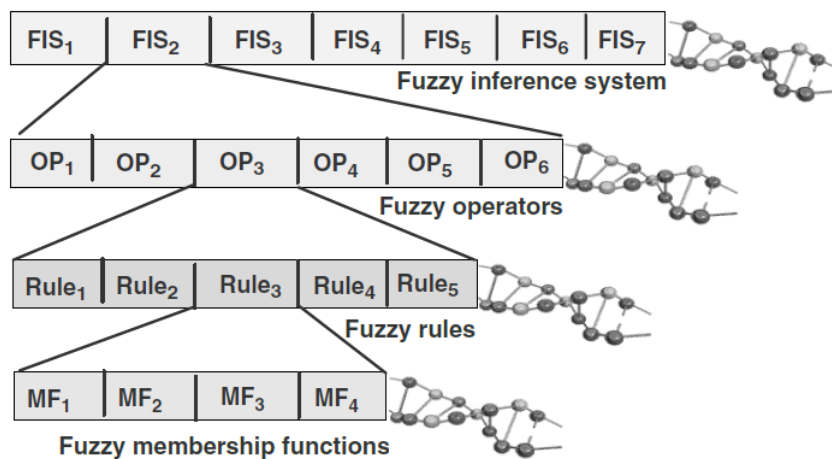 FIS₁ FIS₂ FIS₃ FIS₄ FIS₅ FIS₆ FIS₇
Fuzzy inference system
OP₁ OP₂ OP₃ OP₄ OP₅ OP₆
Fuzzy operators
Rule₁ Rule₂ Rule₃ Rule₄ Rule₅
Fuzzy rules
MF₁ MF₂ MF₃ MF₄
Fuzzy membership functions